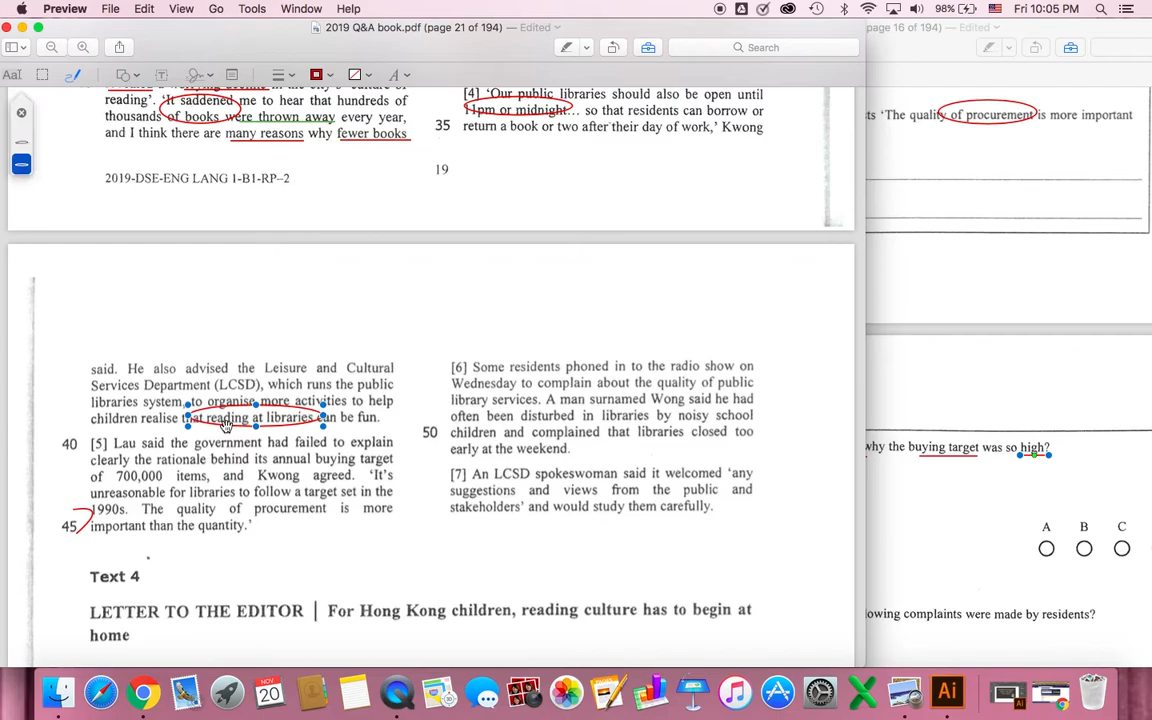 Preview File Edit View Go Tools Window Help
98% Fri 10:05 PM
2019 Q&A book.pdf (page 21 of 194) — Edited
page 16 of 194) — Edited
Search
AaI
reading'. 'It saddened me to hear that hundreds of
thousands of books were thrown away every year,
and I think there are many reasons why fewer books
2019-DSE-ENG LANG 1-B1-RP–2
19
[4] 'Our public libraries should also be open until
11pm or midnight... so that residents can borrow or
35 return a book or two after their day of work,' Kwong
said. He also advised the Leisure and Cultural
Services Department (LCSD), which runs the public
libraries system, to organise more activities to help
children realise that reading at libraries can be fun.
40 [5] Lau said the government had failed to explain
clearly the rationale behind its annual buying target
of 700,000 items, and Kwong agreed. 'It's
unreasonable for libraries to follow a target set in the
1990s. The quality of procurement is more
45 important than the quantity.'
[6] Some residents phoned in to the radio show on
Wednesday to complain about the quality of public
library services. A man surnamed Wong said he had
often been disturbed in libraries by noisy school
50 children and complained that libraries closed too
early at the weekend.
[7] An LCSD spokeswoman said it welcomed 'any
suggestions and views from the public and
stakeholders' and would study them carefully.
Text 4
LETTER TO THE EDITOR | For Hong Kong children, reading culture has to begin at
home
ts 'The quality of procurement is more important
why the buying target was so high?
A B C
owing complaints were made by residents?
NOV
20
Ai